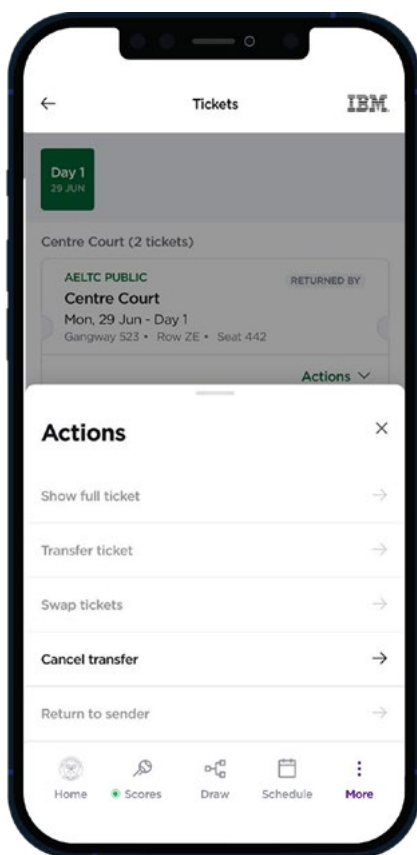 Tickets
IBM
Day 1
29 JUN
Centre Court (2 tickets)
AELTC PUBLIC
RETURNED BY
Centre Court
Mon, 29 Jun - Day 1
Gangway 523 • Row ZE • Seat 442
Actions
Actions
Show full ticket
Transfer ticket
Swap tickets
Cancel transfer
Return to sender
Home
Scores
Draw
Schedule
More